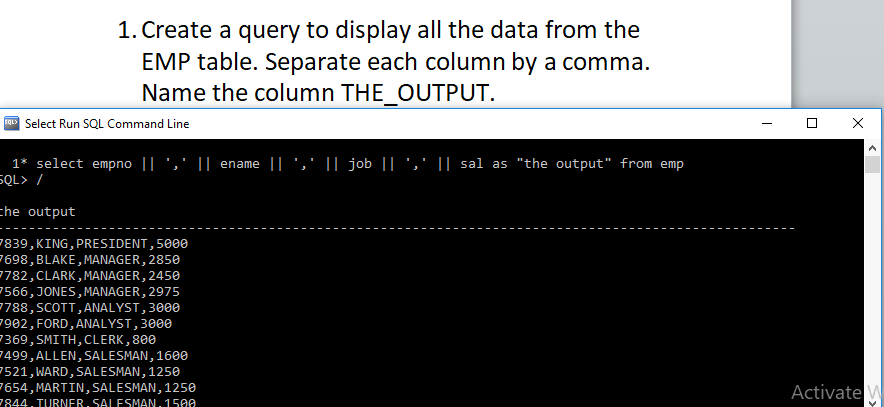 1. Create a query to display all the data from the
EMP table. Separate each column by a comma.
Name the column THE_OUTPUT.
SQL> Select Run SQL Command Line
1* select empno || ',' || ename || ',' || job || ',' || sal as "the output" from emp
SQL> /
the output
--------------------------------------------------------------------------------------------------
7839,KING,PRESIDENT,5000
7698,BLAKE,MANAGER,2850
7782,CLARK,MANAGER,2450
7566,JONES,MANAGER,2975
7788,SCOTT,ANALYST,3000
7902,FORD,ANALYST,3000
7369,SMITH,CLERK,800
7499,ALLEN,SALESMAN,1600
7521,WARD,SALESMAN,1250
7654,MARTIN,SALESMAN,1250
7844,TURNER,SALESMAN,1500
Activate W